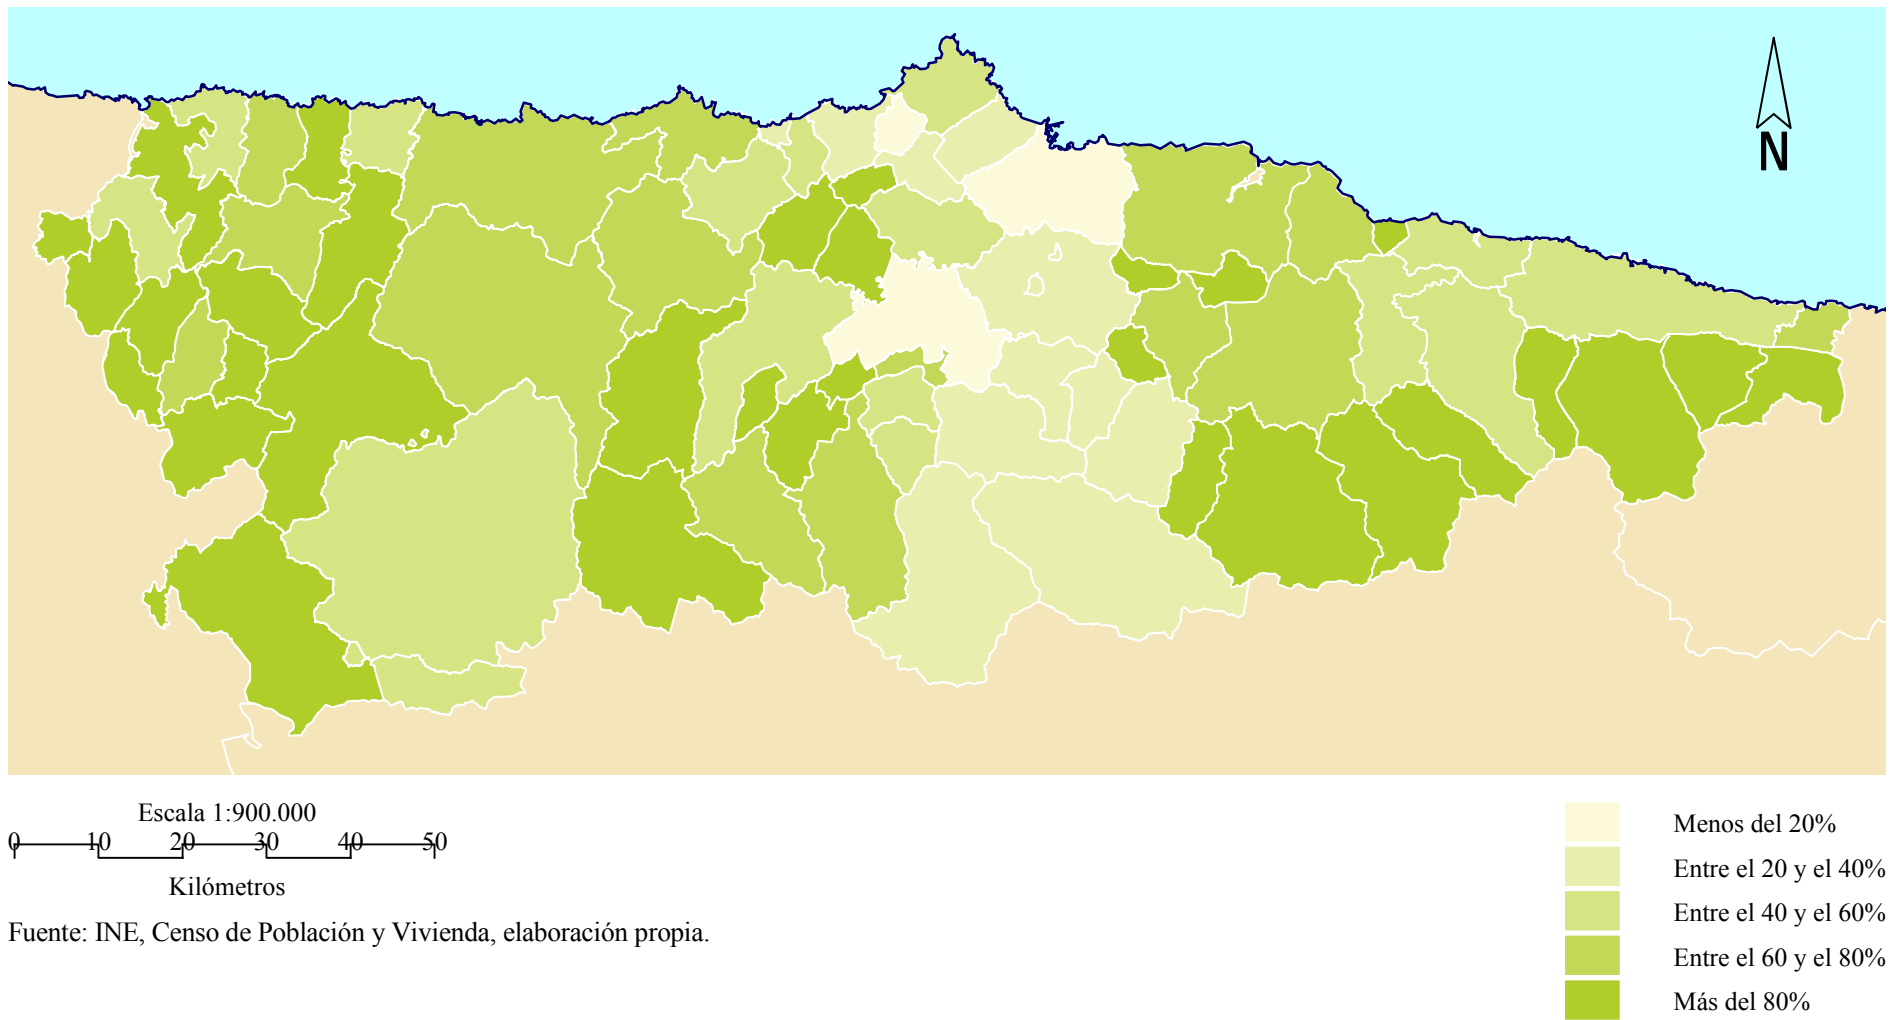 N
Escala 1:900.000
0 10 20 30 40 50
Kilómetros
Fuente: INE, Censo de Población y Vivienda, elaboración propia.
Menos del 20%
Entre el 20 y el 40%
Entre el 40 y el 60%
Entre el 60 y el 80%
Más del 80%